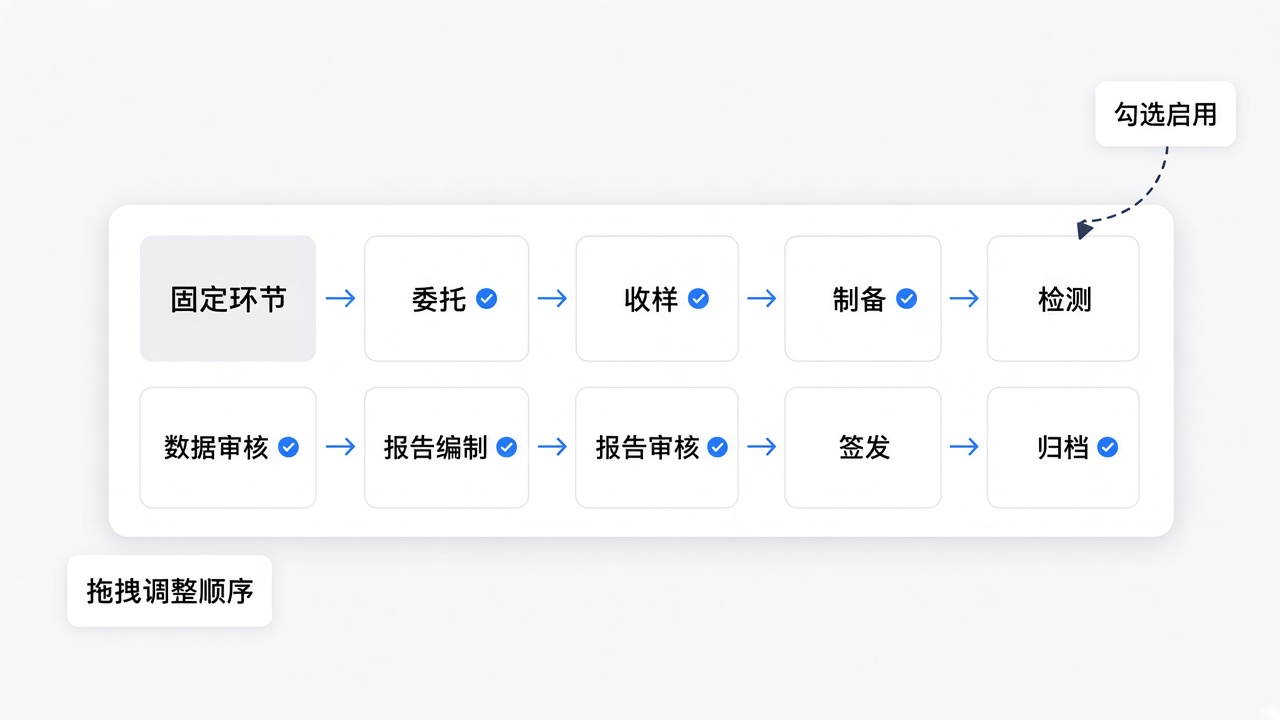 勾选启用
固定环节
委托
收样
制备
检测
数据审核
报告编制
报告审核
签发
归档
拖拽调整顺序